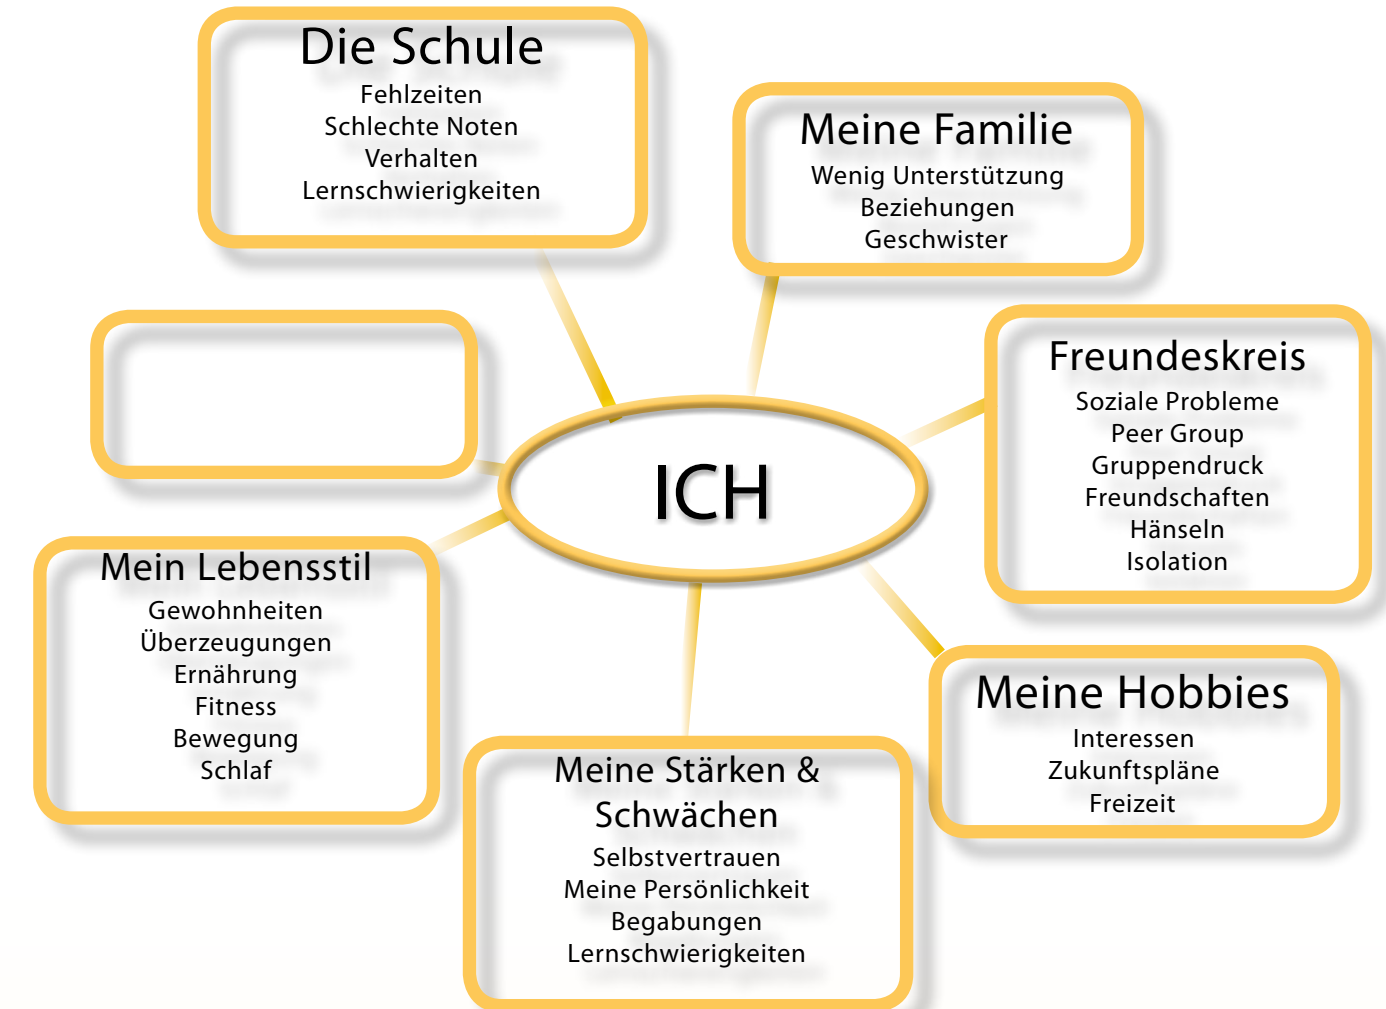 Die Schule
Fehlzeiten
Schlechte Noten
Verhalten
Lernschwierigkeiten
Meine Familie
Wenig Unterstützung
Beziehungen
Geschwister
Freundeskreis
Soziale Probleme
Peer Group
Gruppendruck
Freundschaften
Hänseln
Isolation
ICH
Mein Lebensstil
Gewohnheiten
Überzeugungen
Ernährung
Fitness
Bewegung
Schlaf
Meine Hobbies
Interessen
Zukunftspläne
Freizeit
Meine Stärken &
Schwächen
Selbstvertrauen
Meine Persönlichkeit
Begabungen
Lernschwierigkeiten